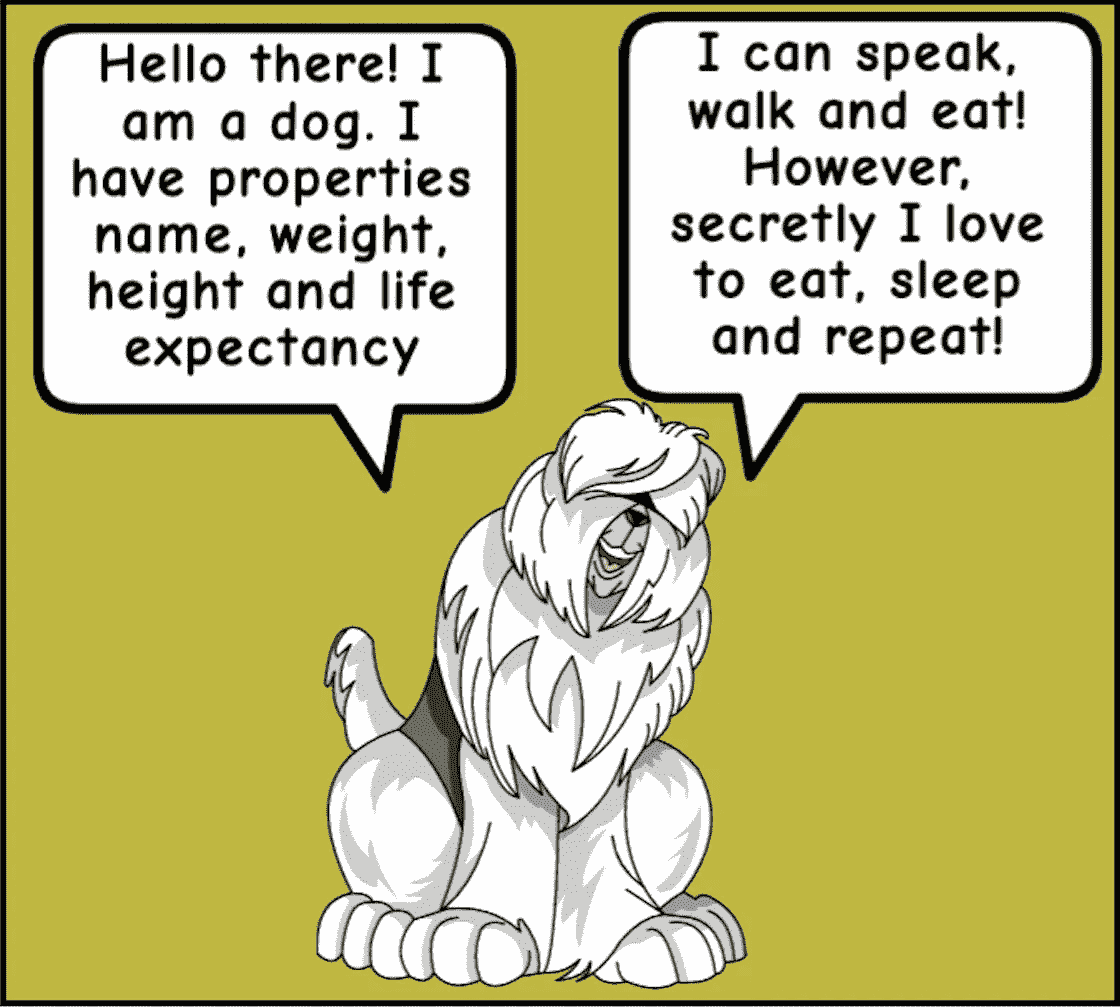 Hello there! I
am a dog. I
have properties
name, weight,
height and life
expectancy
I can speak,
walk and eat!
However,
secretly I love
to eat, sleep
and repeat!